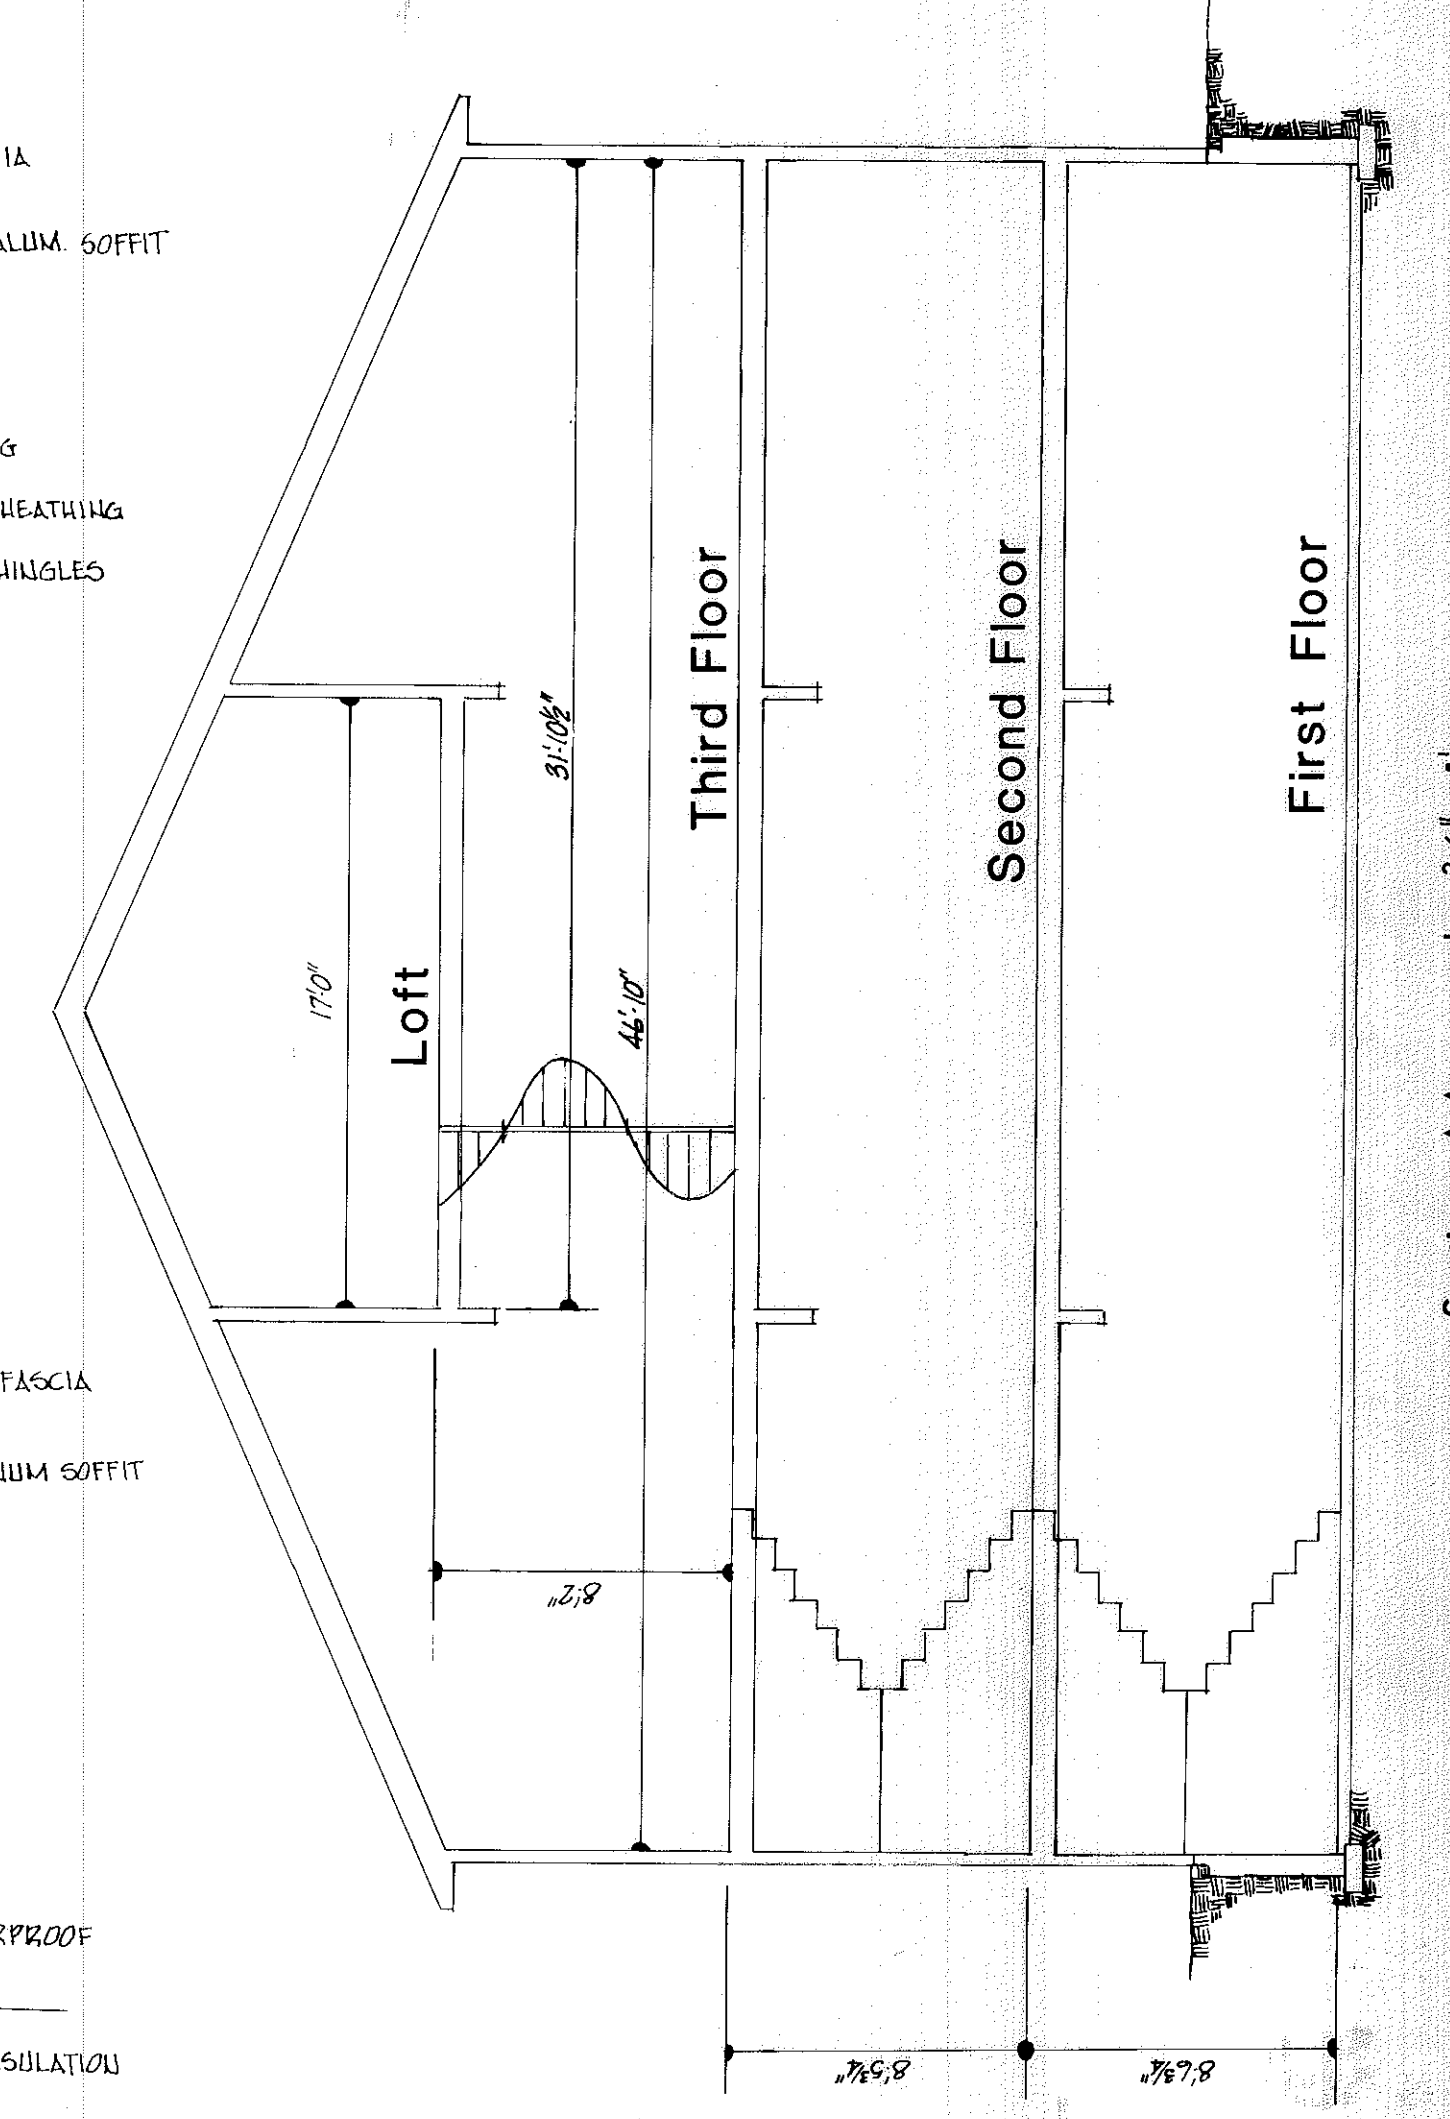 IA
ALUM. SOFFIT
G
HEATHING
HINGLES
FASCIA
UM SOFFIT
RPROOF
SULATION
17'-0"
Loft
31'-10½"
46'-10"
Third Floor
8'-2"
Second Floor
8'-5¾"
First Floor
8'-6¾"